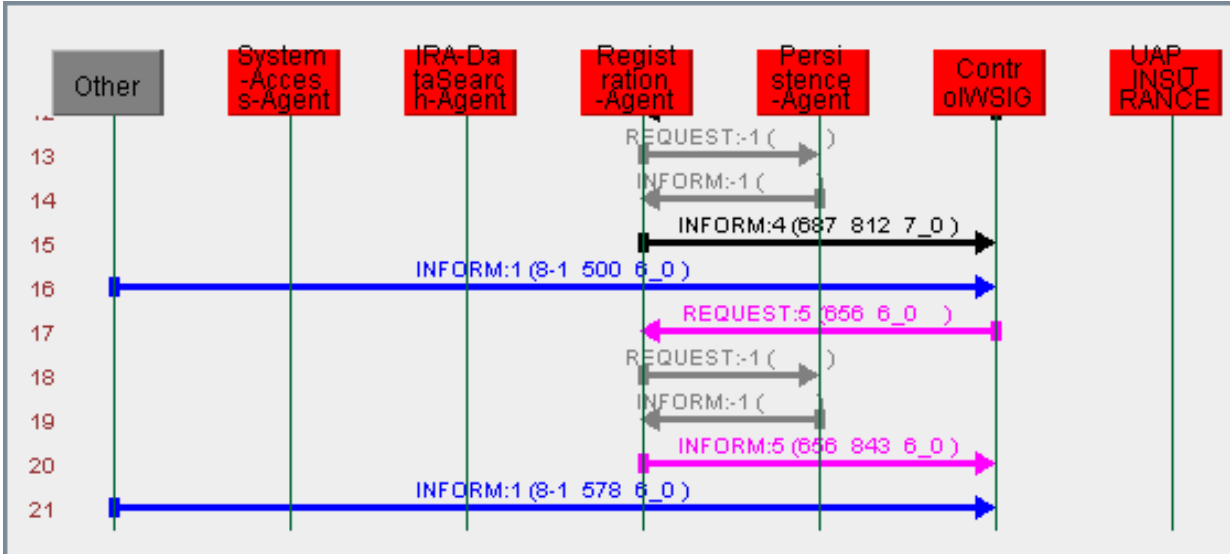 Other
System
-Acces
s-Agent
IRA-Da
taSearc
h-Agent
Regist
ration
-Agent
Persi
stence
-Agent
Contr
olWSIG
UAP_
INSU
RANCE
13 REQUEST:-1 ( )
14 INFORM:-1 ( )
15 INFORM:4 (687 812 7_0 )
16 INFORM:1 (8-1 500 6_0 )
17 REQUEST:5 (656 6_0 )
18 REQUEST:-1 ( )
19 INFORM:-1 ( )
20 INFORM:5 (656 843 6_0 )
21 INFORM:1 (8-1 578 6_0 )